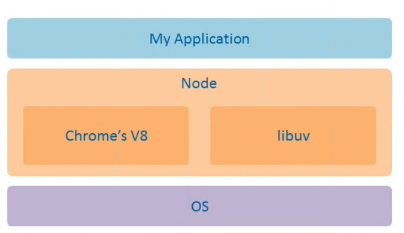 My Application
Node
Chrome's V8
libuv
OS